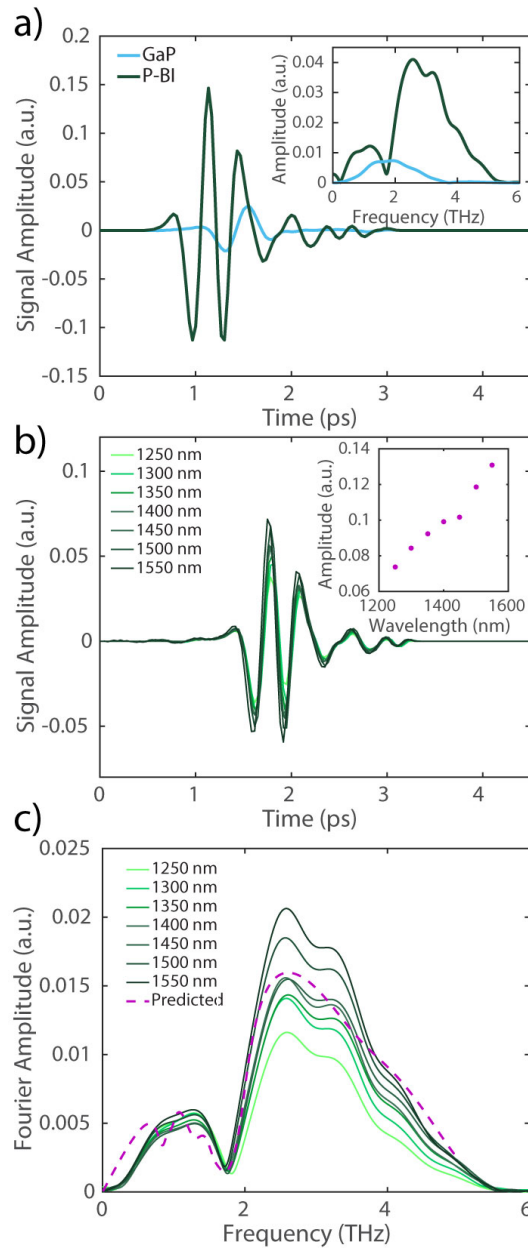 a)
GaP
P-BI
Signal Amplitude (a.u.)
0.2
0.15
0.1
0.05
0
-0.05
-0.1
-0.15
0 1 2 3 4
Time (ps)
Amplitude (a.u.)
0.04
0.03
0.02
0.01
0
0 2 4 6
Frequency (THz)
b)
1250 nm
1300 nm
1350 nm
1400 nm
1450 nm
1500 nm
1550 nm
Signal Amplitude (a.u.)
0.1
0.05
0
-0.05
0 1 2 3 4
Time (ps)
Amplitude (a.u.)
0.14
0.12
0.1
0.08
0.06
1200 1400 1600
Wavelength (nm)
c)
1250 nm
1300 nm
1350 nm
1400 nm
1450 nm
1500 nm
1550 nm
Predicted
Fourier Amplitude (a.u.)
0.025
0.02
0.015
0.01
0.005
0
0 2 4 6
Frequency (THz)